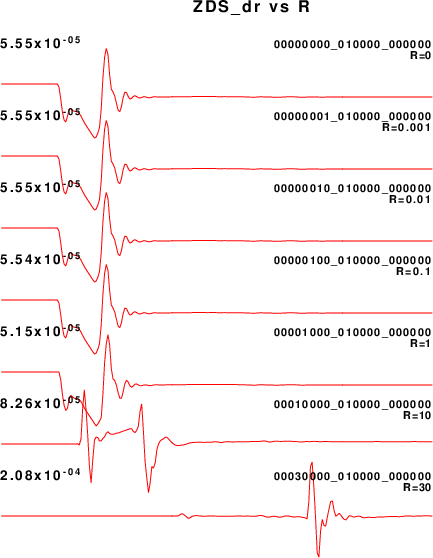 ZDS_dr vs R
5.55x10-05 00000000_010000_000000
R=0
5.55x10-05 00000001_010000_000000
R=0.001
5.55x10-05 00000010_010000_000000
R=0.01
5.54x10-05 00000100_010000_000000
R=0.1
5.15x10-05 00001000_010000_000000
R=1
8.26x10-05 00010000_010000_000000
R=10
2.08x10-04 00030000_010000_000000
R=30